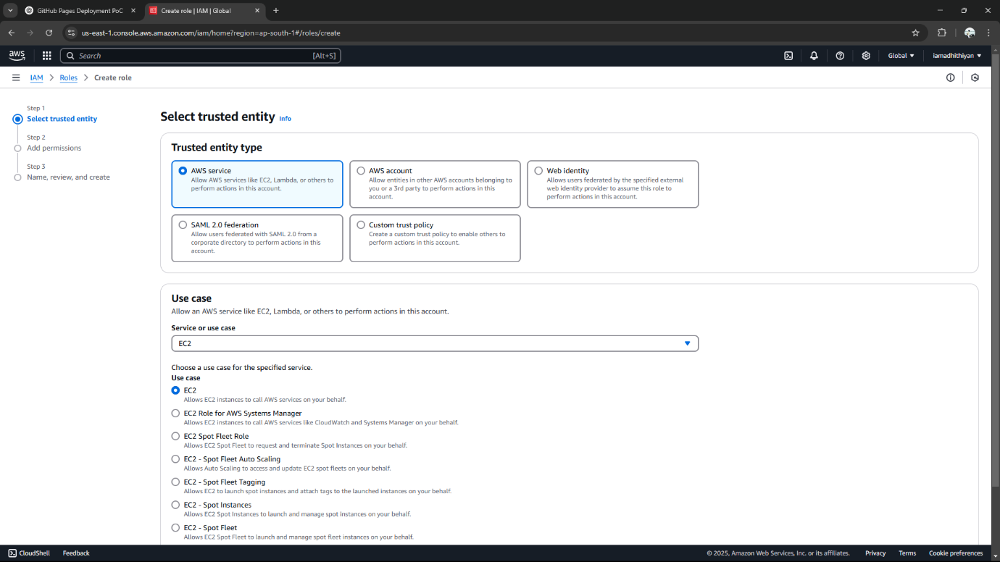 GitHub Pages Deployment PoC
Create role | IAM | Global
us-east-1.console.aws.amazon.com/iam/home?region=ap-south-1#/roles/create
aws
Search
[Alt+S]
Global
Iamadhithiyan
IAM
Roles
Create role
Step 1
Select trusted entity
Step 2
Add permissions
Step 3
Name, review, and create
Select trusted entity Info
Trusted entity type
AWS service
Allow AWS services like EC2, Lambda, or others to
perform actions in this account.
AWS account
Allow entities in other AWS accounts belonging to
you or a 3rd party to perform actions in this
account.
Web identity
Allows users federated by the specified external
web identity provider to assume this role to
perform actions in this account.
SAML 2.0 federation
Allow users federated with SAML 2.0 from a
corporate directory to perform actions in this
account.
Custom trust policy
Create a custom trust policy to enable others to
perform actions in this account.
Use case
Allow an AWS service like EC2, Lambda, or others to perform actions in this account.
Service or use case
EC2
Choose a use case for the specified service.
Use case
EC2
Allows EC2 instances to call AWS services on your behalf.
EC2 Role for AWS Systems Manager
Allows EC2 instances to call AWS services like CloudWatch and Systems Manager on your behalf.
EC2 Spot Fleet Role
Allows EC2 Spot Fleet to request and terminate Spot Instances on your behalf.
EC2 - Spot Fleet Auto Scaling
Allows Auto Scaling to access and update EC2 spot fleets on your behalf.
EC2 - Spot Fleet Tagging
Allows EC2 to launch spot instances and attach tags to the launched instances on your behalf.
EC2 - Spot Instances
Allows EC2 Spot Instances to launch and manage spot instances on your behalf.
EC2 - Spot Fleet
Allows EC2 Spot Fleet to launch and manage spot fleet instances on your behalf.
CloudShell
Feedback
© 2025, Amazon Web Services, Inc. or its affiliates.
Privacy
Terms
Cookie preferences